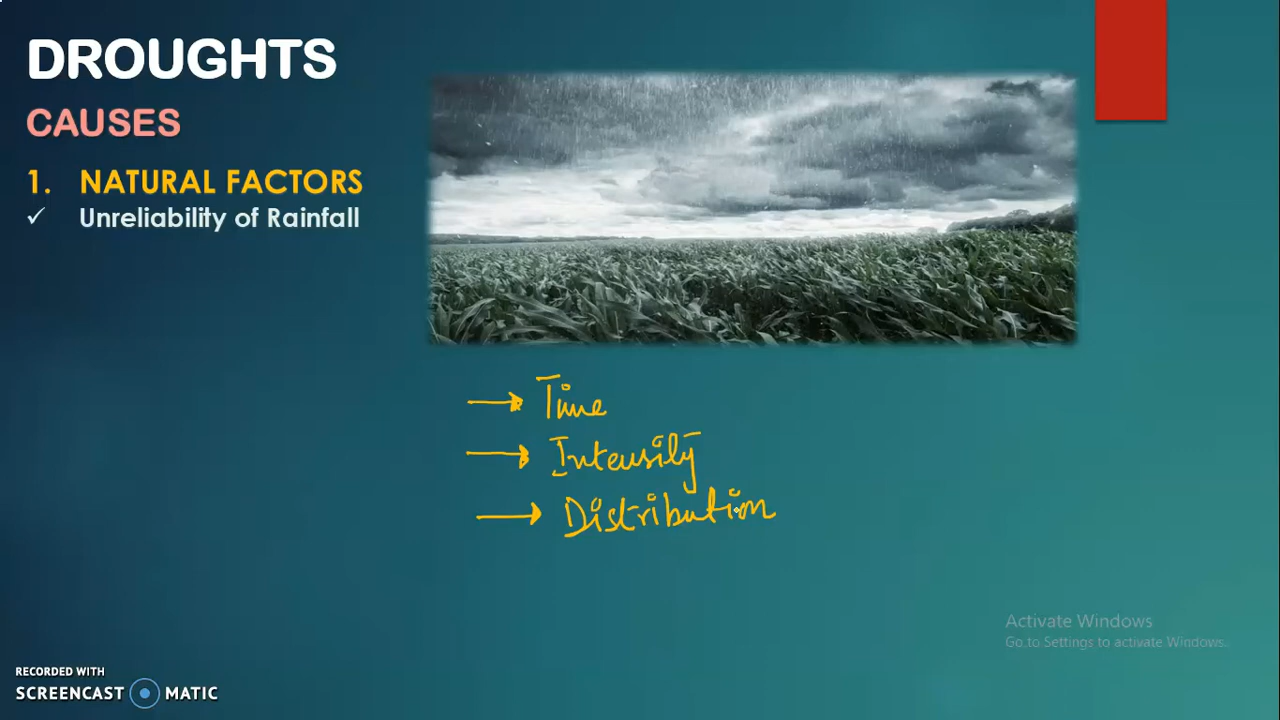 DROUGHTS
CAUSES
1. NATURAL FACTORS
✓ Unreliability of Rainfall
→ Time
→ Intensity
→ Distribution
Activate Windows
Go to Settings to activate Windows.
RECORDED WITH
SCREENCAST MATIC